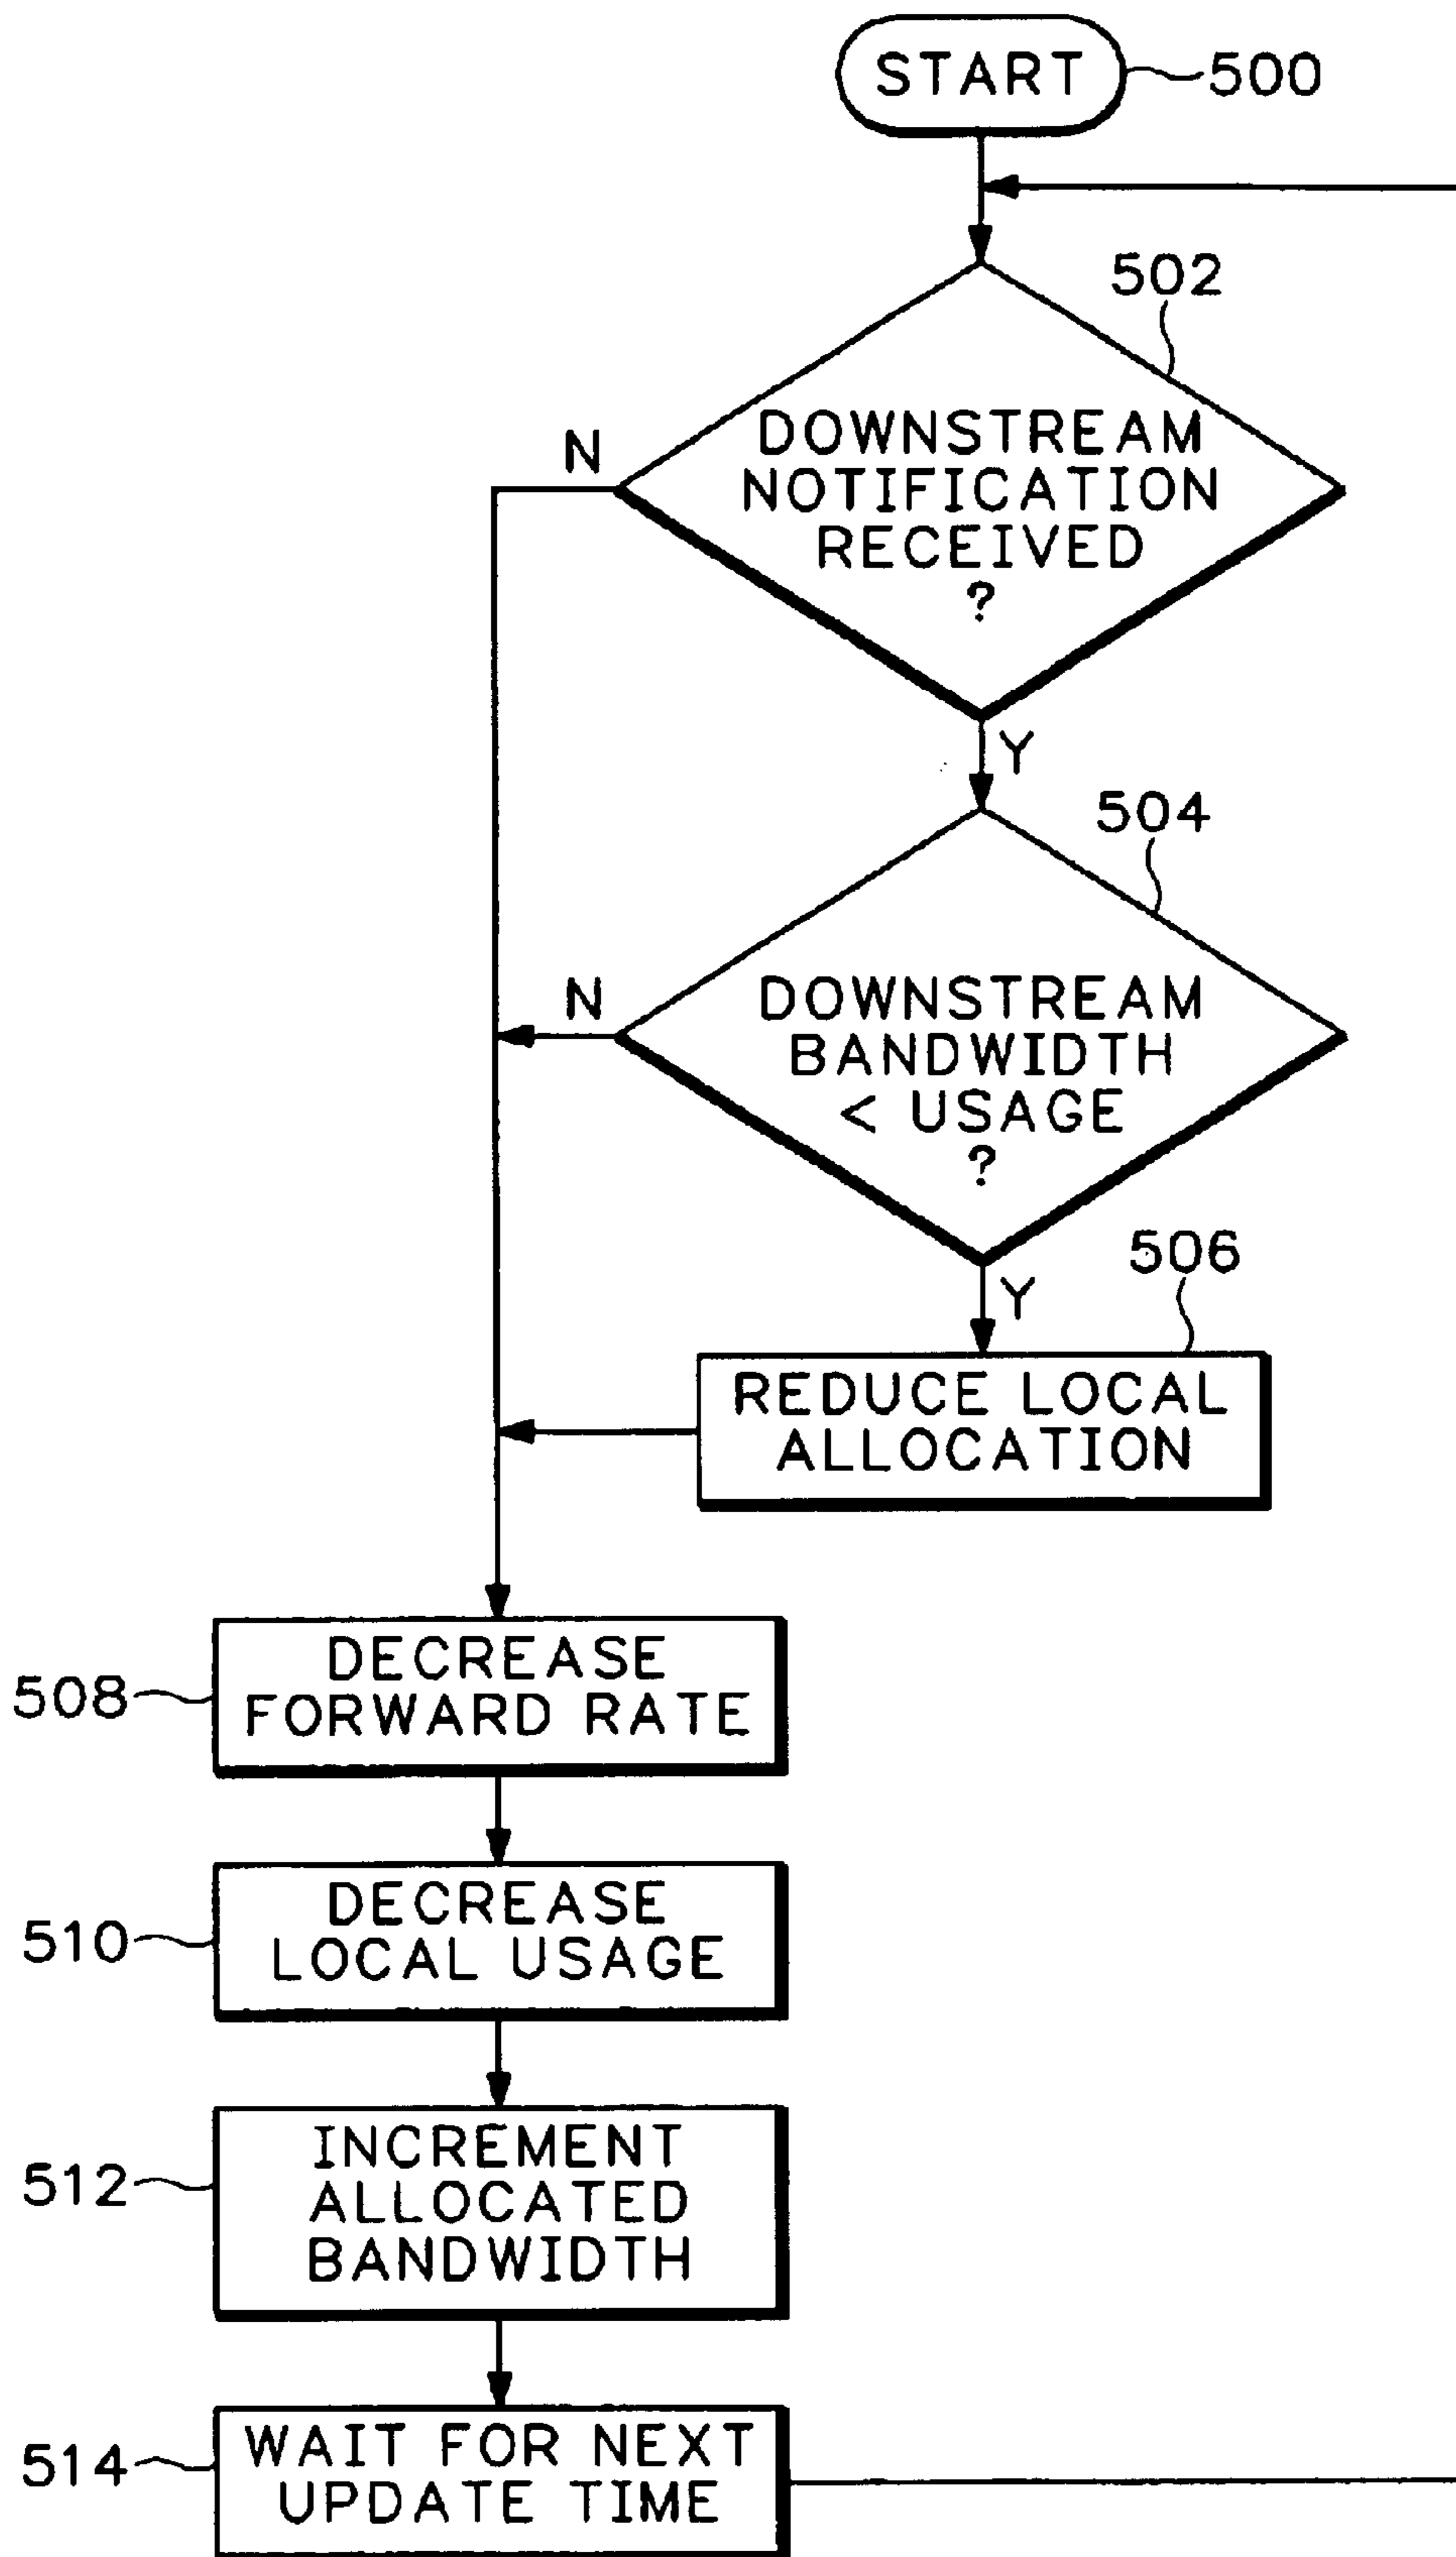 START
500
502
DOWNSTREAM
NOTIFICATION
RECEIVED
?
N
Y
504
DOWNSTREAM
BANDWIDTH
< USAGE
?
N
Y
506
REDUCE LOCAL
ALLOCATION
508
DECREASE
FORWARD RATE
510
DECREASE
LOCAL USAGE
512
INCREMENT
ALLOCATED
BANDWIDTH
514
WAIT FOR NEXT
UPDATE TIME